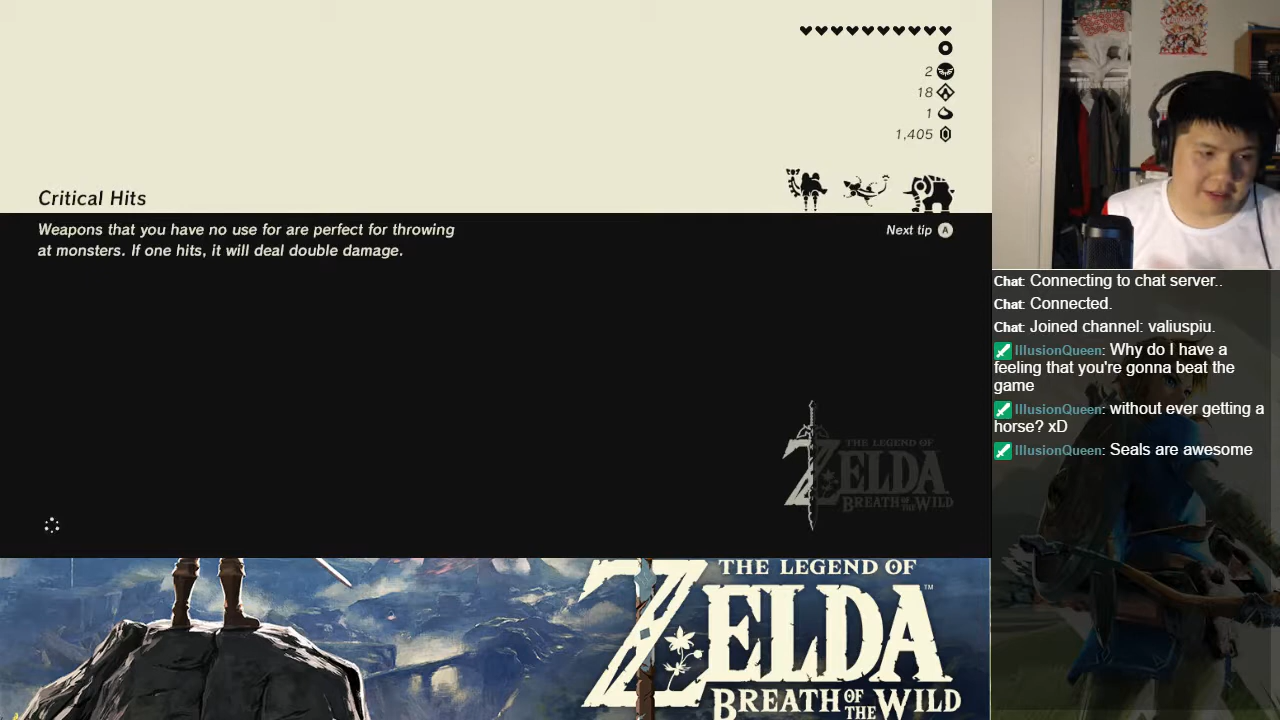 2
18
1
1,405
Critical Hits
Weapons that you have no use for are perfect for throwing
at monsters. If one hits, it will deal double damage.
Next tip A
THE LEGEND OF
ZELDA
BREATH OF THE WILD
Chat: Connecting to chat server..
Chat: Connected.
Chat: Joined channel: valiuspiu.
IllusionQueen: Why do I have a
feeling that you're gonna beat the
game
IllusionQueen: without ever getting a
horse? xD
IllusionQueen: Seals are awesome
THE LEGEND OF
ZELDA™
BREATH OF THE WILD